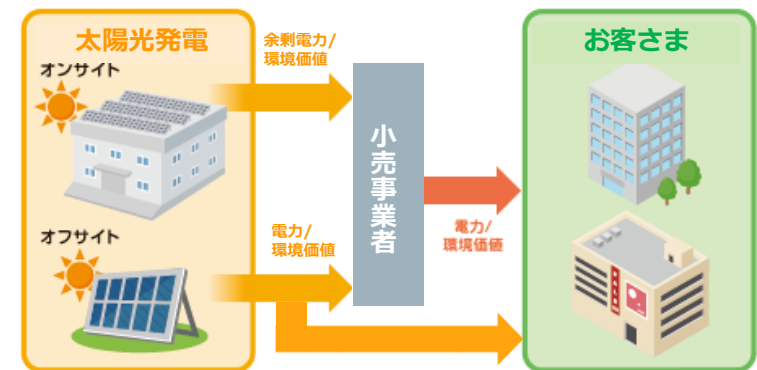 太陽光発電
オンサイト
オフサイト
余剰電力/
環境価値
電力/
環境価値
小売事業者
電力/
環境価値
お客さま